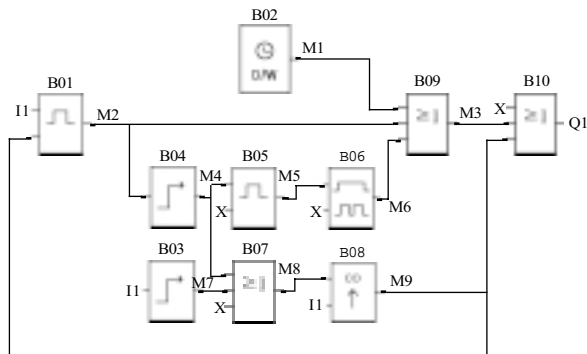 B02
M1
D/W
B01
B09
B10
I1
M2
≥1
M3
X
≥1
Q1
B04
M4
B05
M5
B06
X
X
M6
B03
B07
B08
I1
M7
≥1
M8
∞
M9
X
I1